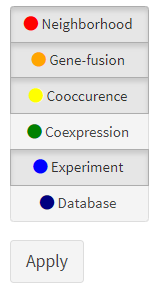 Neighborhood
Gene-fusion
Cooccurence
Coexpression
Experiment
Database
Apply